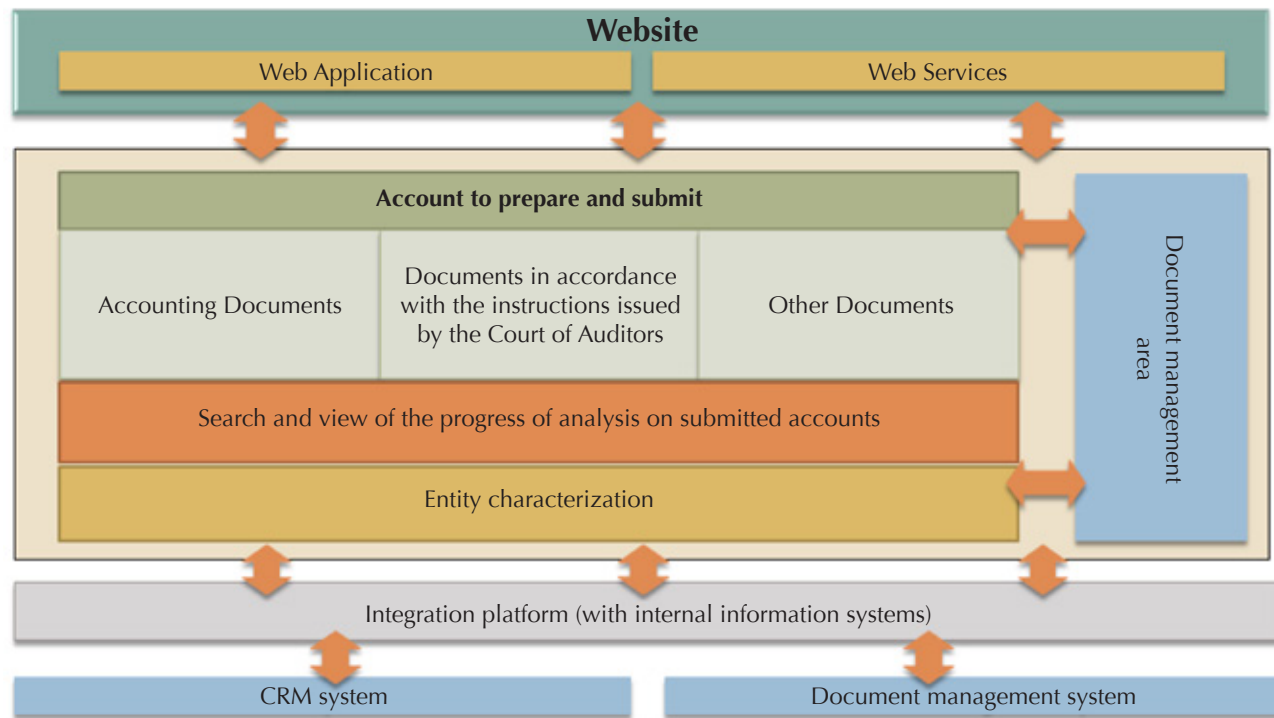 Website
Web Application
Web Services
Account to prepare and submit
Accounting Documents
Documents in accordance
with the instructions issued
by the Court of Auditors
Other Documents
Document management
area
Search and view of the progress of analysis on submitted accounts
Entity characterization
Integration platform (with internal information systems)
CRM system
Document management system